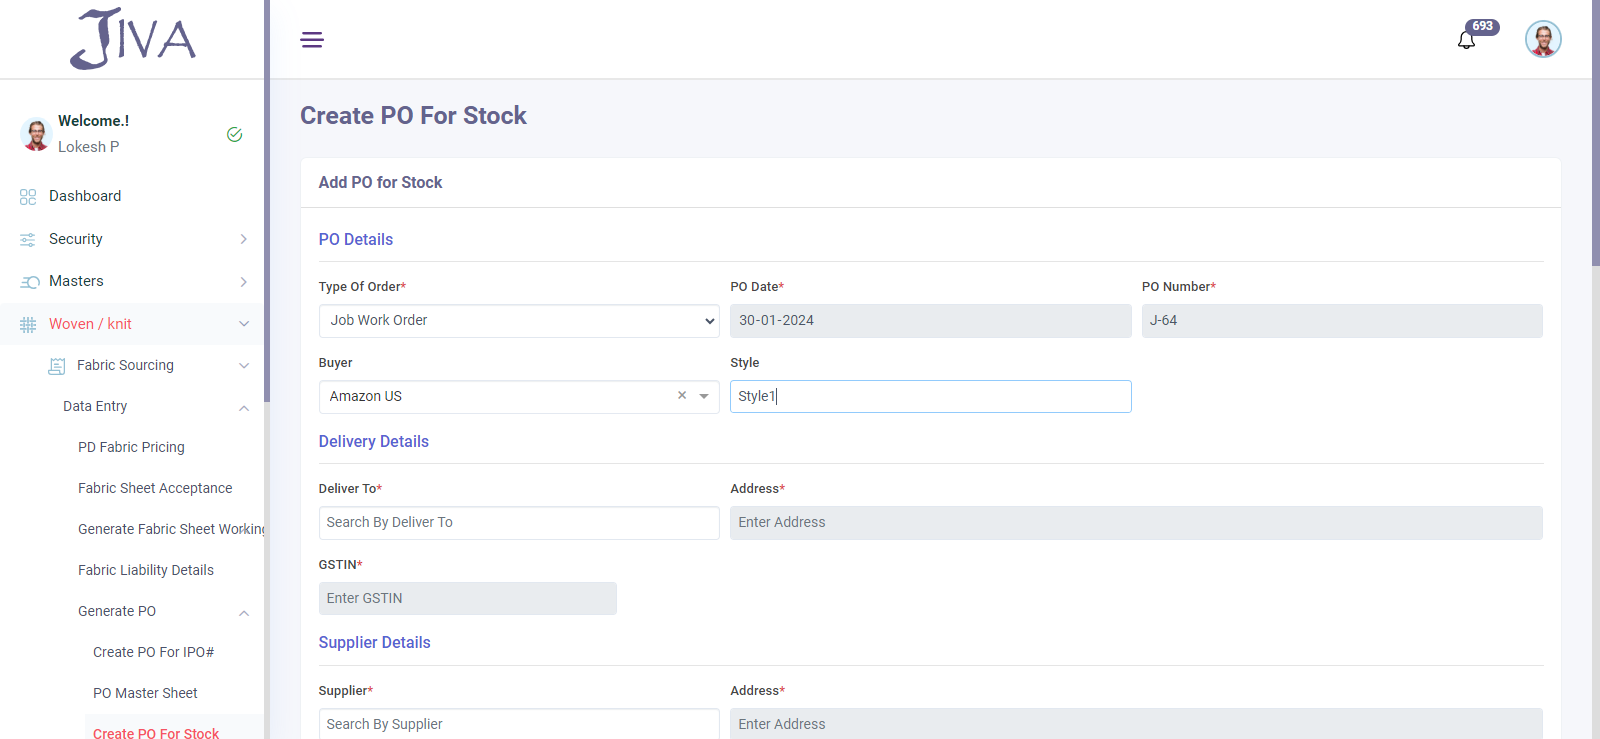 JIVA
693
Welcome.!
Lokesh P
Dashboard
Security
Masters
Woven / knit
Fabric Sourcing
Data Entry
PD Fabric Pricing
Fabric Sheet Acceptance
Generate Fabric Sheet Working
Fabric Liability Details
Generate PO
Create PO For IPO#
PO Master Sheet
Create PO For Stock
Create PO For Stock
Add PO for Stock
PO Details
Type Of Order* PO Date* PO Number*
Job Work Order 30-01-2024 J-64
Buyer Style
Amazon US × Style1
Delivery Details
Deliver To* Address*
Search By Deliver To Enter Address
GSTIN*
Enter GSTIN
Supplier Details
Supplier* Address*
Search By Supplier Enter Address